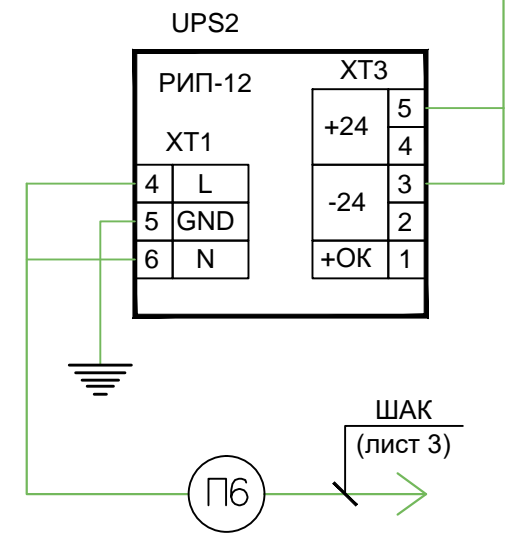 UPS2
РИП-12
XT3
XT1
+24
5
4
-24
3
2
+ОК
1
4 L
5 GND
6 N
ШАК
(лист 3)
П6